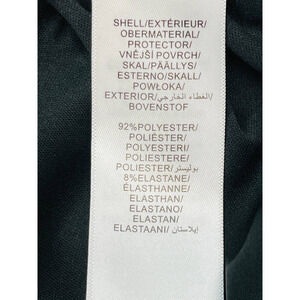 SHELL/EXTÉRIEUR/
OBERMATERIAL/
PROTECTOR/
VNĚJŠÍ POVRCH/
SKAL/PÄÄLLYS/
ESTERNO/SKALL/
POWŁOKA/
EXTERIOR/الغطاء الخارجي/
BOVENSTOF
92%POLYESTER/
POLIÉSTER/
POLYESTERI/
POLIESTERE/
POLIESTER/بوليستر/
8%ELASTANE/
ÉLASTHANNE/
ELASTHAN/
ELASTANO/
ELASTAN/
ELASTAANI/إيلاستان/